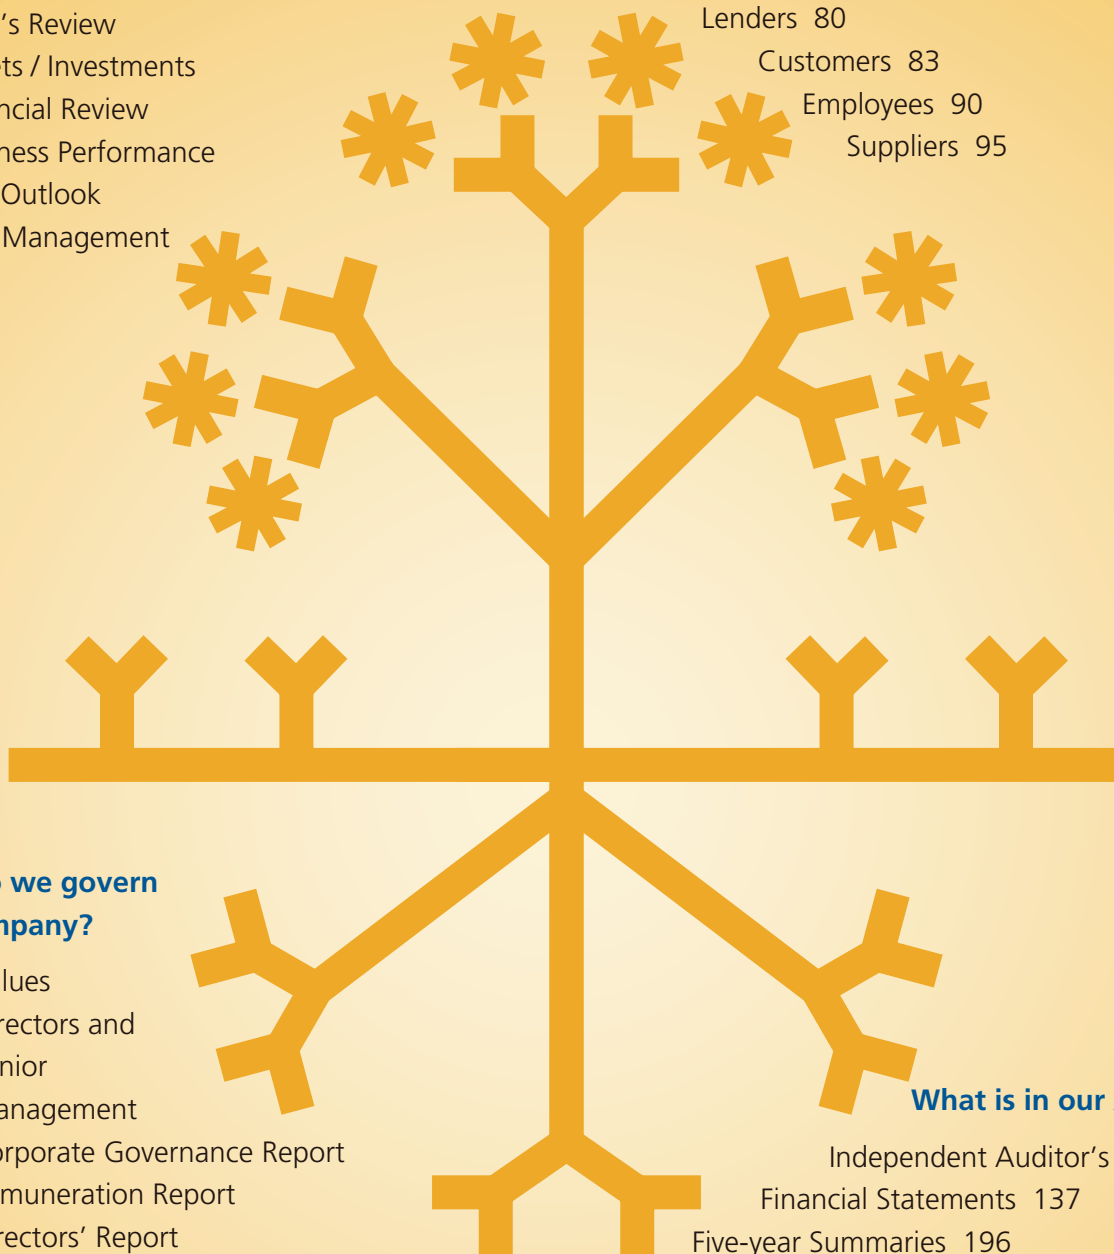 's Review
ts / Investments
ncial Review
ness Performance
Outlook
Management
Lenders 80
Customers 83
Employees 90
Suppliers 95
we govern
mpany?
lues
rectors and
nior
anagement
orporate Governance Report
muneration Report
rectors' Report
What is in our
Independent Auditor's
Financial Statements 137
Five-year Summaries 196